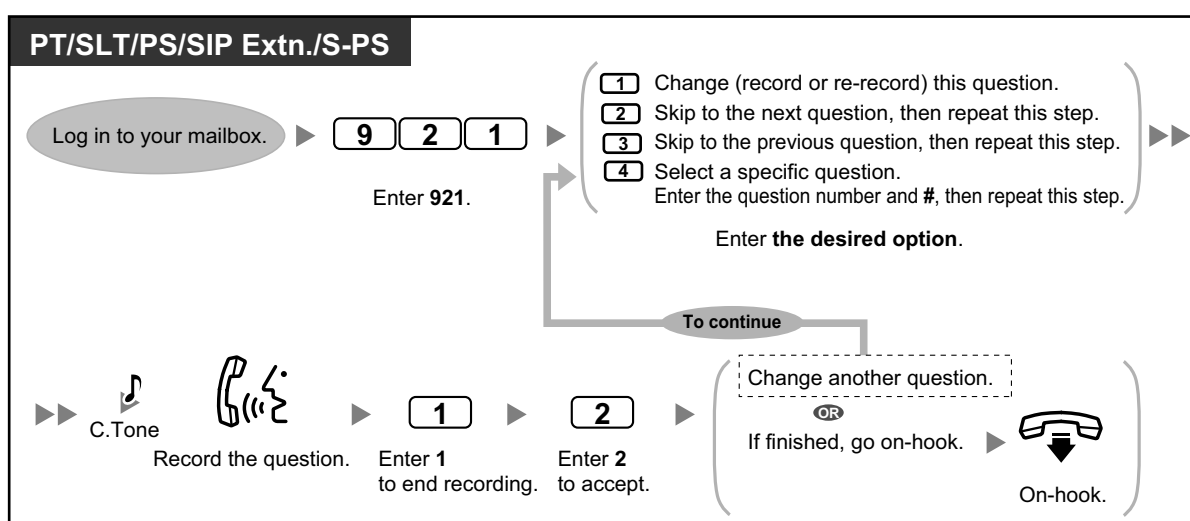 PT/SLT/PS/SIP Extn./S-PS
Log in to your mailbox.
9 2 1
Enter 921.
1 Change (record or re-record) this question.
2 Skip to the next question, then repeat this step.
3 Skip to the previous question, then repeat this step.
4 Select a specific question.
Enter the question number and #, then repeat this step.
Enter the desired option.
To continue
C.Tone
Record the question.
1
Enter 1
to end recording.
2
Enter 2
to accept.
Change another question.
OR
If finished, go on-hook.
On-hook.